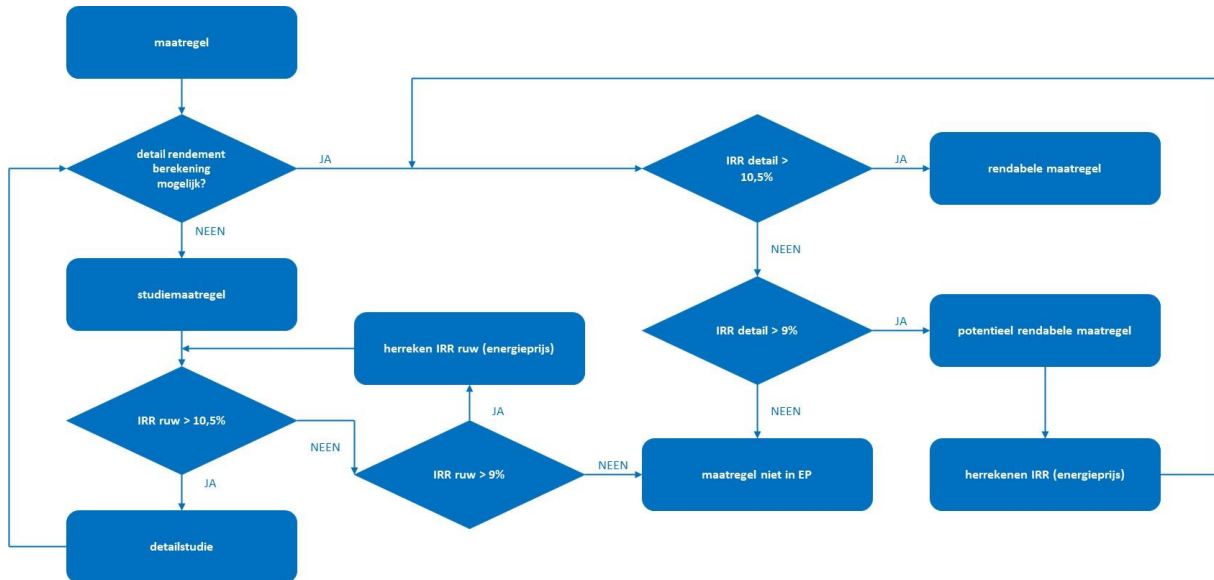 maatregel
detail rendement
berekening
mogelijk?
JA
IRR detail >
10,5%
JA
rendabele maatregel
NEEN
NEEN
studiemaatregel
herreken IRR ruw (energieprijs)
IRR detail > 9%
JA
potentieel rendabele maatregel
IRR ruw > 10,5%
NEEN
JA
IRR ruw > 9%
NEEN
NEEN
maatregel niet in EP
herrekenen IRR (energieprijs)
JA
detailstudie